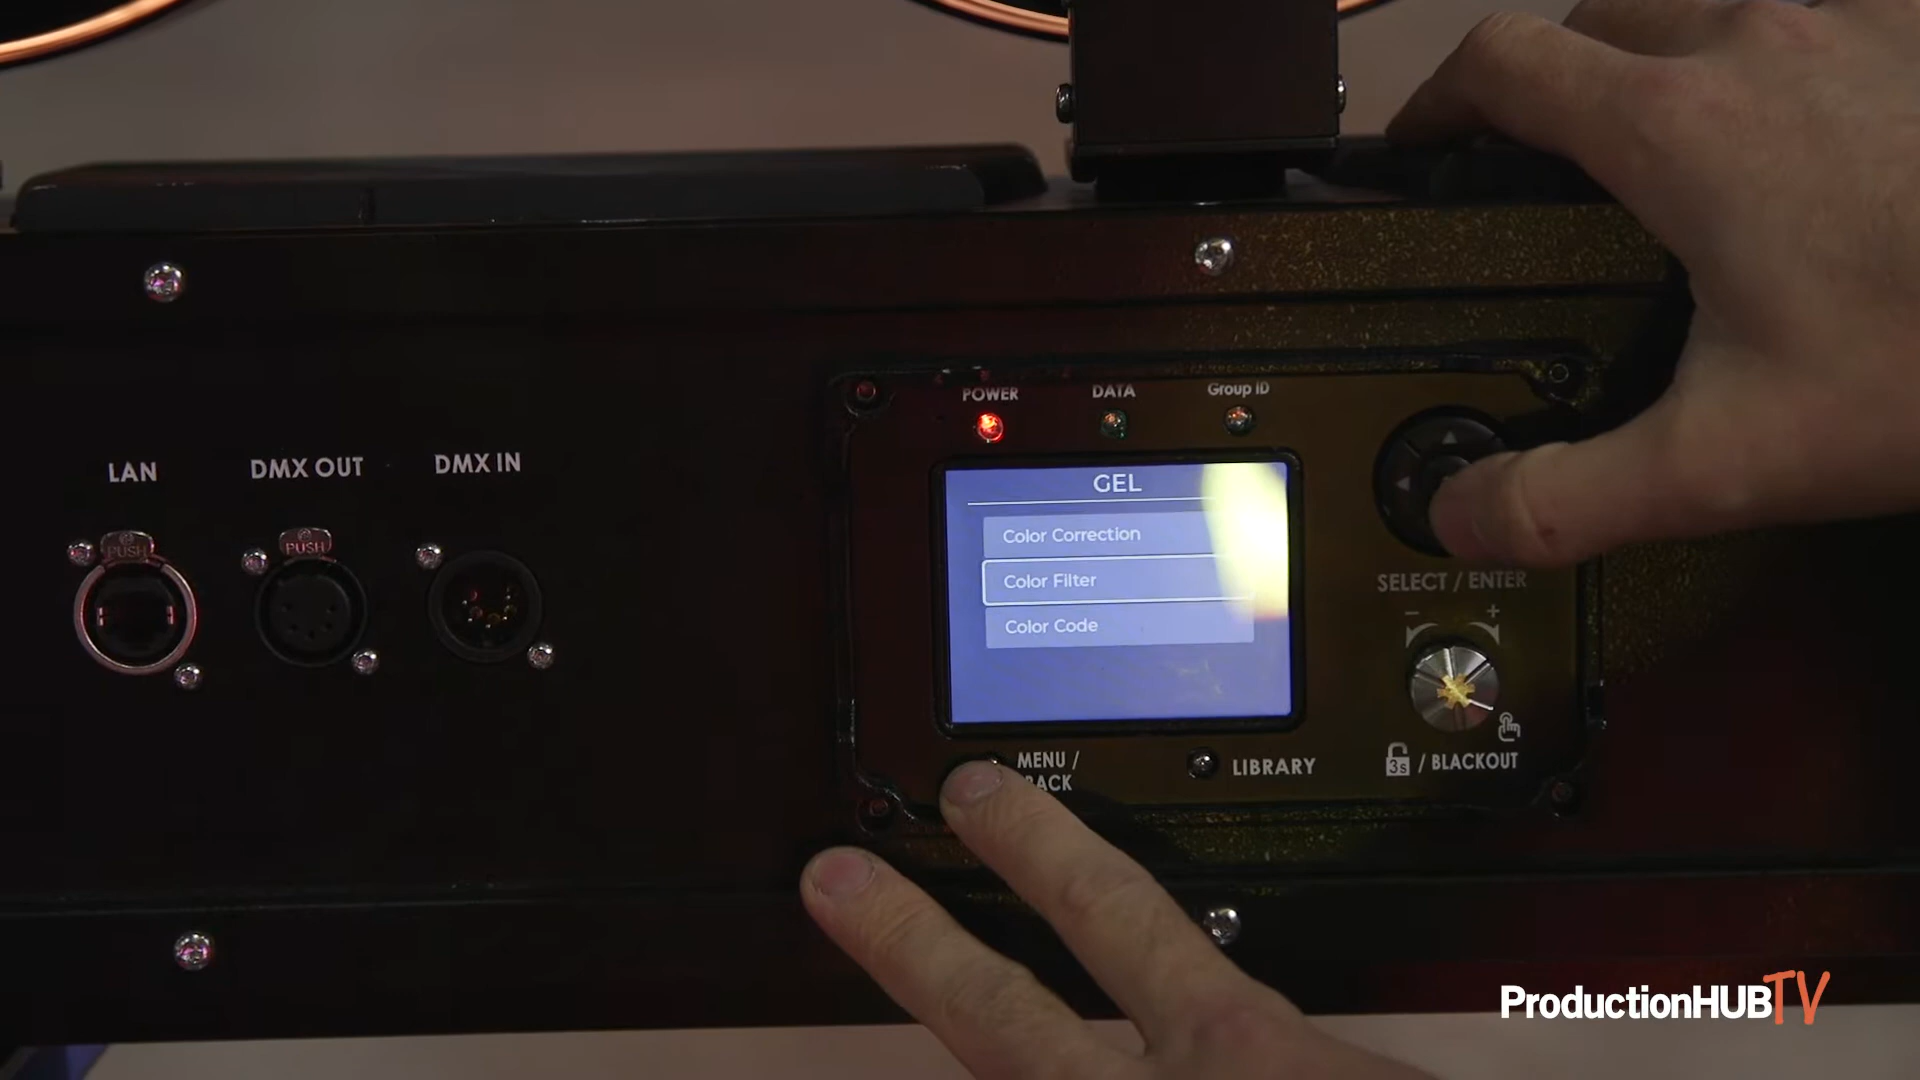 POWER
DATA
Group ID
LAN
DMX OUT
DMX IN
PUSH
PUSH
GEL
Color Correction
Color Filter
Color Code
SELECT / ENTER
- +
MENU /
LIBRARY
3s / BLACKOUT
ProductionHUBTV